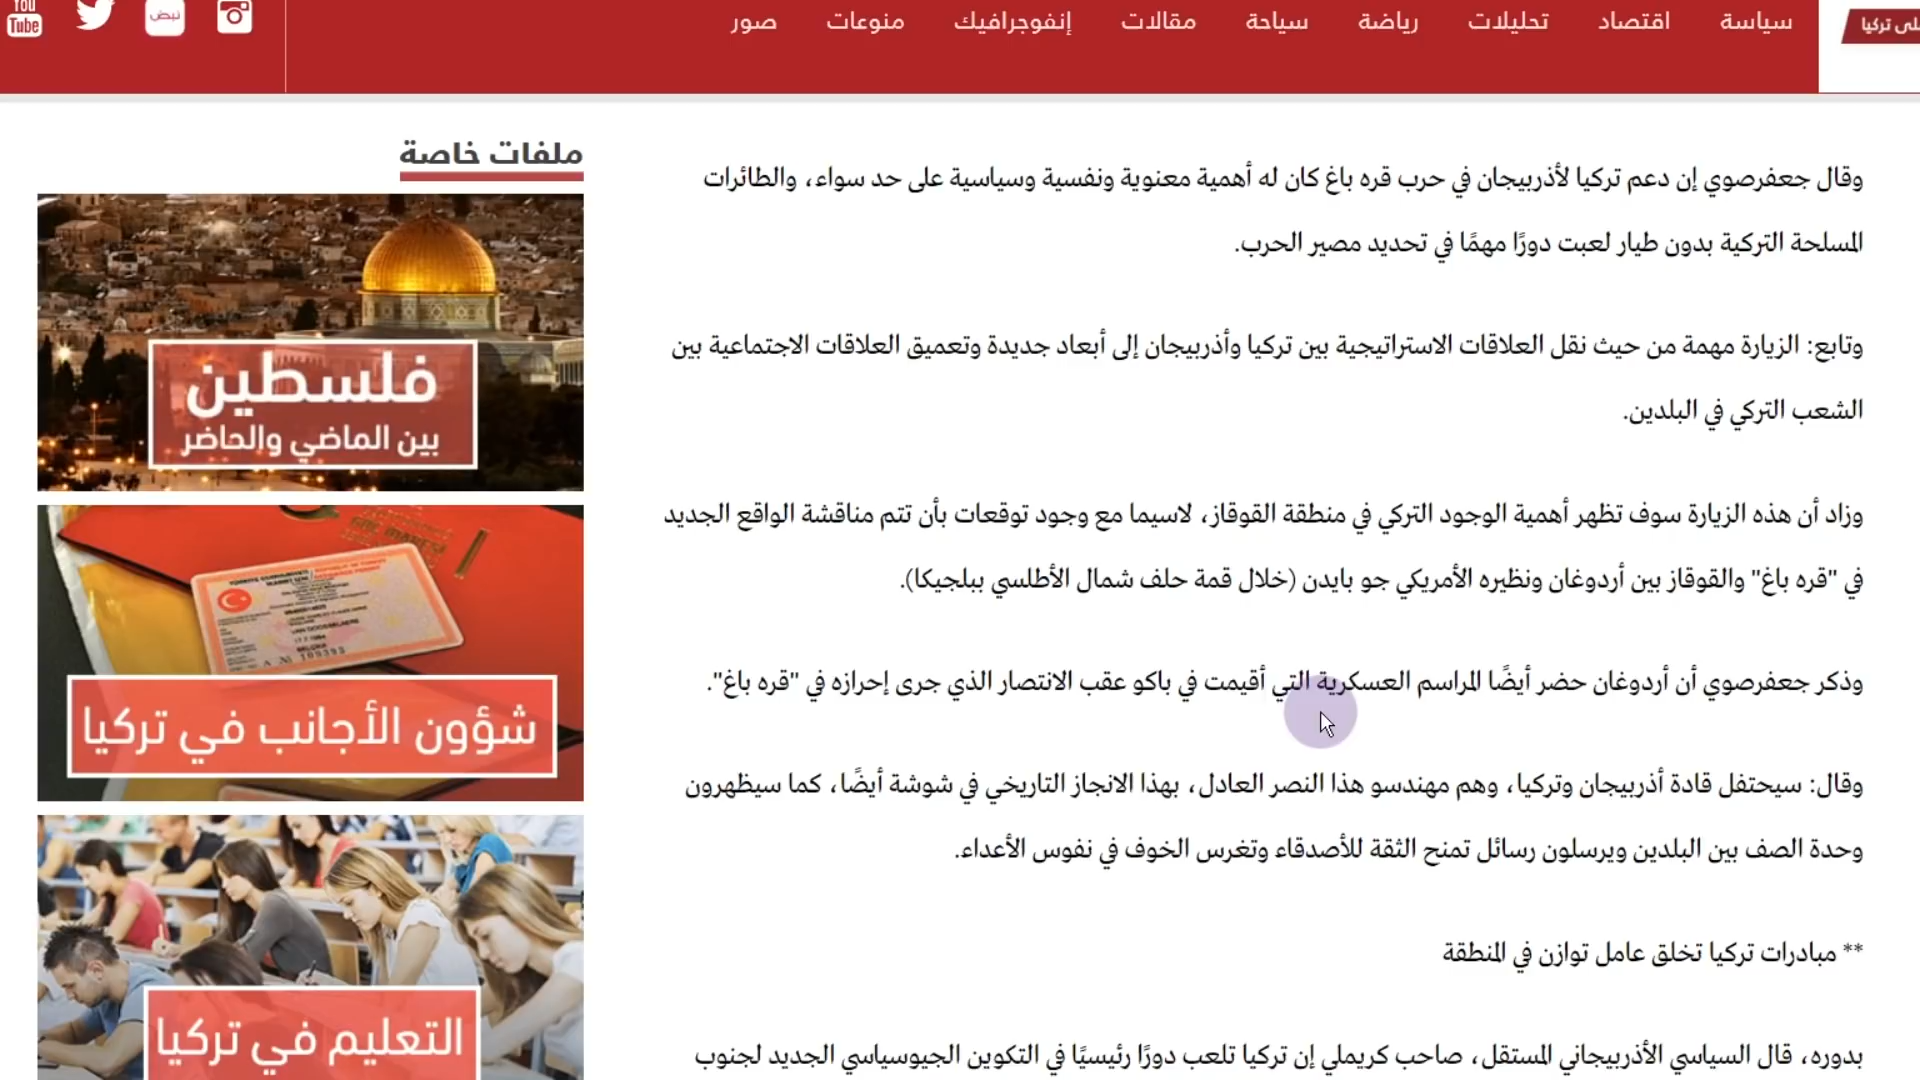 لى تركيا
سياسة
اقتصاد
تحليلات
رياضة
سياحة
مقالات
إنفوجرافيك
منوعات
صور
نبض
You
Tube
وقال جعفرصوي إن دعم تركيا لأذربيجان في حرب قره باغ كان له أهمية معنوية ونفسية وسياسية على حد سواء، والطائرات
المسلحة التركية بدون طيار لعبت دورًا مهمًا في تحديد مصير الحرب.
وتابع: الزيارة مهمة من حيث نقل العلاقات الاستراتيجية بين تركيا وأذربيجان إلى أبعاد جديدة وتعميق العلاقات الاجتماعية بين
الشعب التركي في البلدين.
وزاد أن هذه الزيارة سوف تظهر أهمية الوجود التركي في منطقة القوقاز، لاسيما مع وجود توقعات بأن تتم مناقشة الواقع الجديد
في "قره باغ" والقوقاز بين أردوغان ونظيره الأمريكي جو بايدن (خلال قمة حلف شمال الأطلسي ببلجيكا).
وذكر جعفرصوي أن أردوغان حضر أيضًا المراسم العسكرية التي أقيمت في باكو عقب الانتصار الذي جرى إحرازه في "قره باغ".
وقال: سيحتفل قادة أذربيجان وتركيا، وهم مهندسو هذا النصر العادل، بهذا الانجاز التاريخي في شوشة أيضًا، كما سيظهرون
وحدة الصف بين البلدين ويرسلون رسائل تمنح الثقة للأصدقاء وتغرس الخوف في نفوس الأعداء.
** مبادرات تركيا تخلق عامل توازن في المنطقة
بدوره، قال السياسي الأذربيجاني المستقل، صاحب كريملي إن تركيا تلعب دورًا رئيسيًا في التكوين الجيوسياسي الجديد لجنوب
ملفات خاصة
فلسطين
بين الماضي والحاضر
BELGIKA
شؤون الأجانب في تركيا
التعليم في تركيا